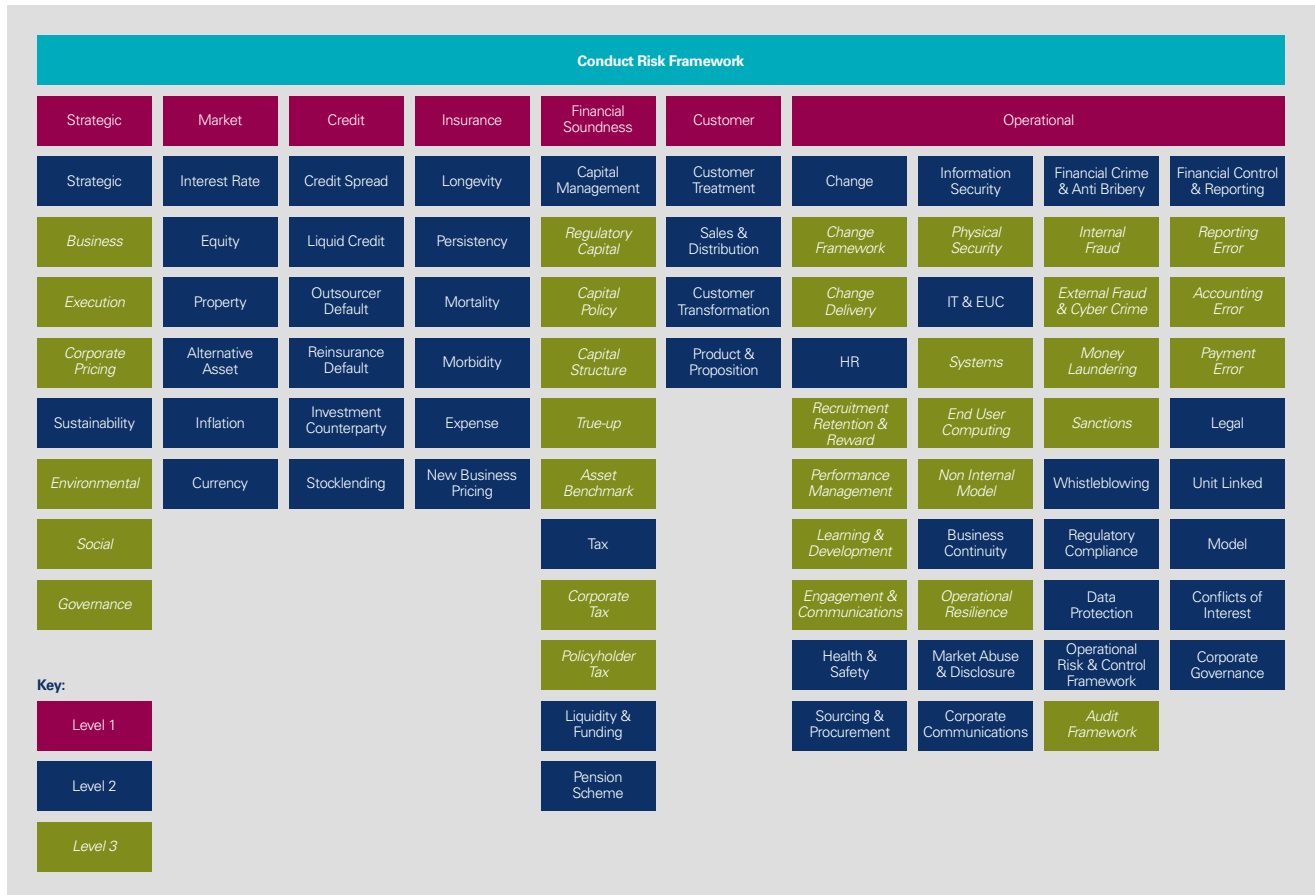 Conduct Risk Framework
Strategic
Market
Credit
Insurance
Financial
Soundness
Customer
Operational
Strategic
Interest Rate
Credit Spread
Longevity
Capital
Management
Customer
Treatment
Change
Information
Security
Financial Crime
& Anti Bribery
Financial Control
& Reporting
Business
Equity
Liquid Credit
Persistency
Regulatory
Capital
Sales &
Distribution
Change
Framework
Physical
Security
Internal
Fraud
Reporting
Error
Execution
Property
Outsourcer
Default
Mortality
Capital
Policy
Customer
Transformation
Change
Delivery
IT & EUC
External Fraud
& Cyber Crime
Accounting
Error
Corporate
Pricing
Alternative
Asset
Reinsurance
Default
Morbidity
Capital
Structure
Product &
Proposition
HR
Systems
Money
Laundering
Payment
Error
Sustainability
Inflation
Investment
Counterparty
Expense
True-up
Recruitment
Retention &
Reward
End User
Computing
Sanctions
Legal
Environmental
Currency
Stocklending
New Business
Pricing
Asset
Benchmark
Performance
Management
Non Internal
Model
Whistleblowing
Unit Linked
Social
Tax
Learning &
Development
Business
Continuity
Regulatory
Compliance
Model
Governance
Corporate
Tax
Engagement &
Communications
Operational
Resilience
Data
Protection
Conflicts of
Interest
Policyholder
Tax
Health &
Safety
Market Abuse
& Disclosure
Operational
Risk & Control
Framework
Corporate
Governance
Key:
Level 1
Liquidity &
Funding
Sourcing &
Procurement
Corporate
Communications
Audit
Framework
Level 2
Pension
Scheme
Level 3